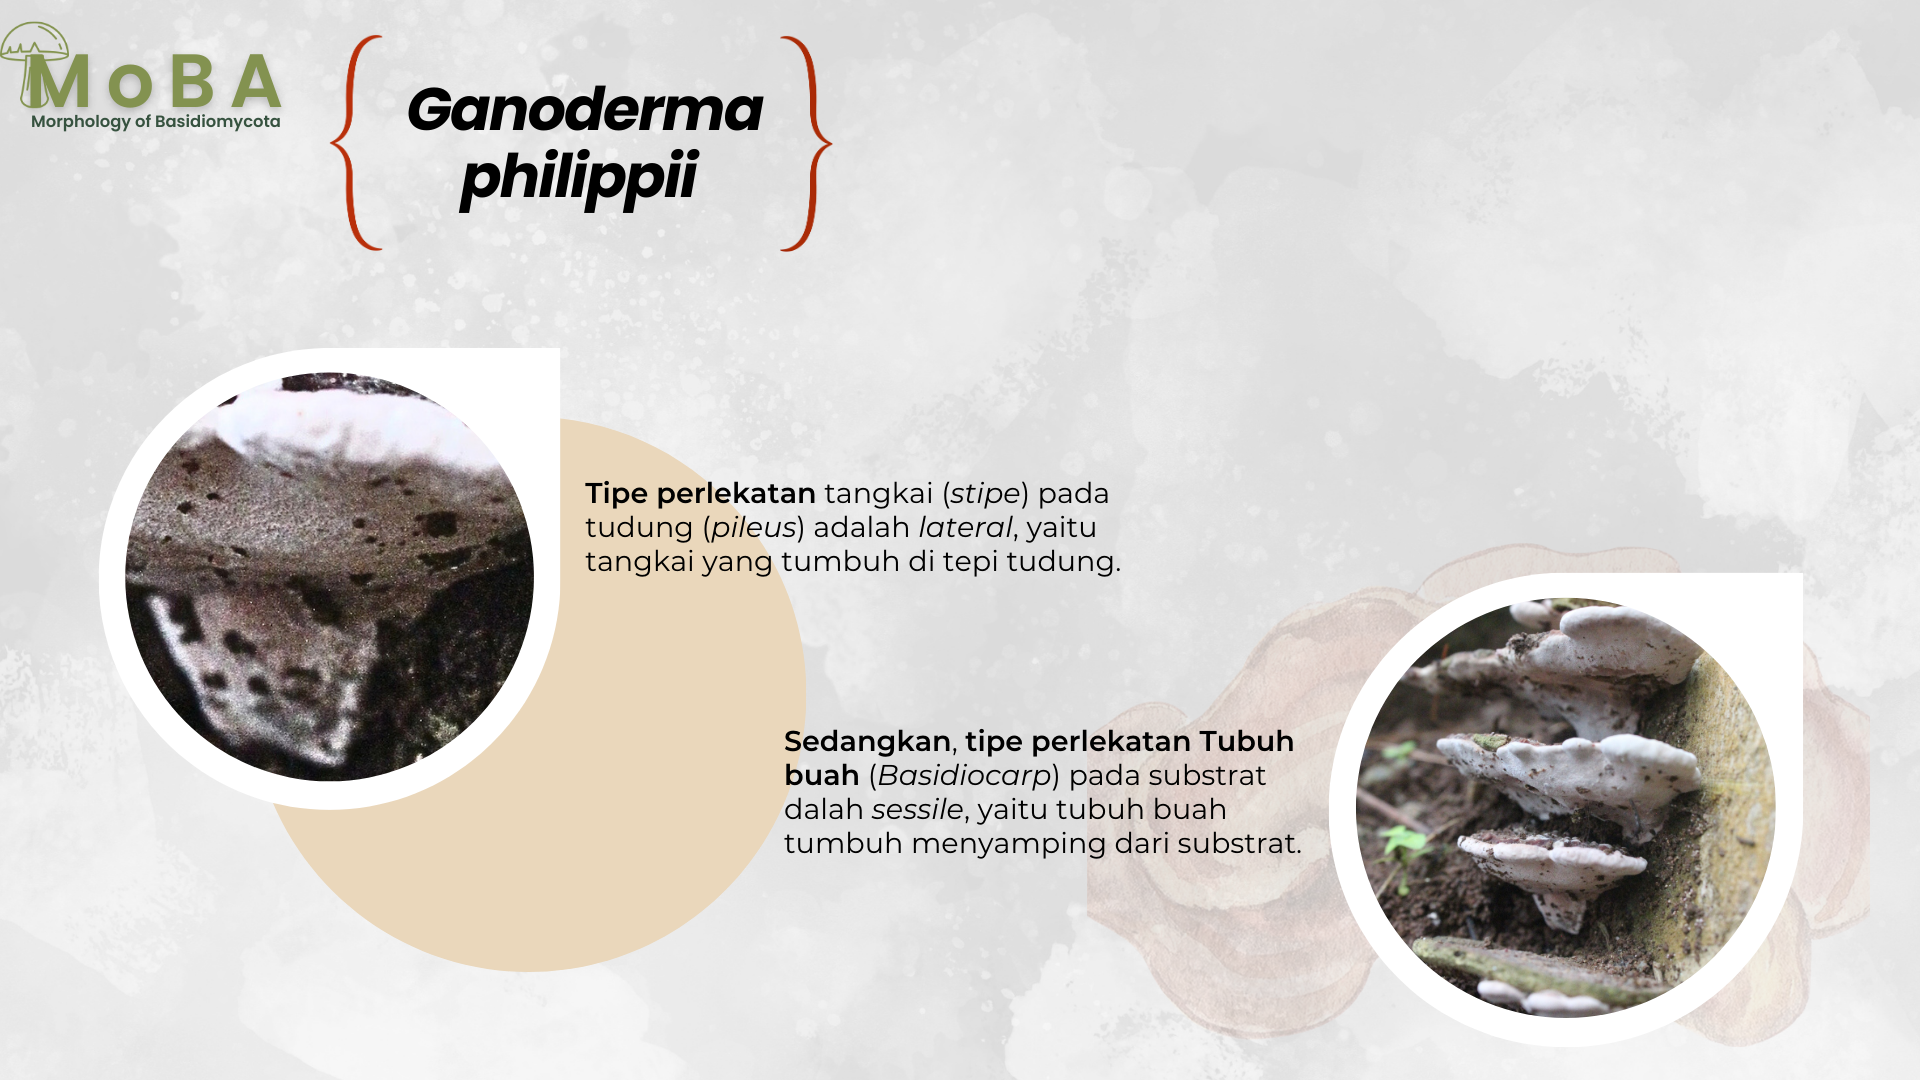 MoBA
Morphology of Basidiomycota
Ganoderma
philippii
Tipe perlekatan tangkai (stipe) pada
tudung (pileus) adalah lateral, yaitu
tangkai yang tumbuh di tepi tudung.
Sedangkan, tipe perlekatan Tubuh
buah (Basidiocarp) pada substrat
dalah sessile, yaitu tubuh buah
tumbuh menyamping dari substrat.